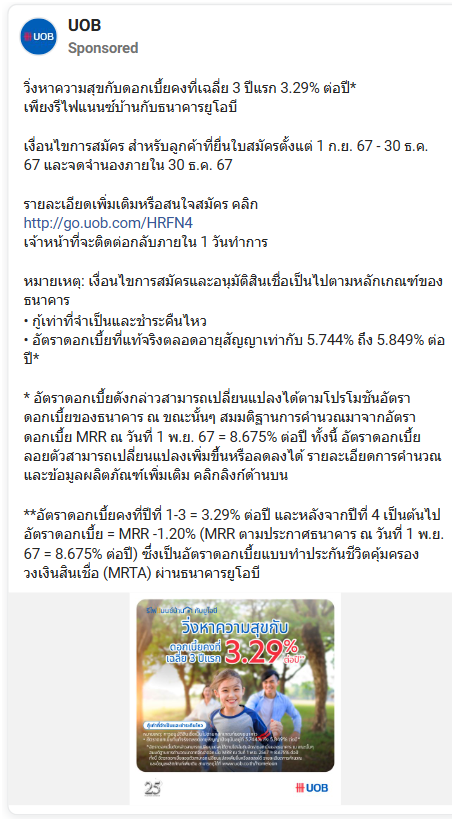 UOB
UOB
Sponsored
วิ่งหาความสุขกับดอกเบี้ยคงที่เฉลี่ย 3 ปีแรก 3.29% ต่อปี*
เพียงรีไฟแนนซ์บ้านกับธนาคารยูโอบี
เงื่อนไขการสมัคร สำหรับลูกค้าที่ยื่นใบสมัครตั้งแต่ 1 ก.ย. 67 - 30 ธ.ค.
67 และจดจำนองภายใน 30 ธ.ค. 67
รายละเอียดเพิ่มเติมหรือสนใจสมัคร คลิก
http://go.uob.com/HRFN4
เจ้าหน้าที่จะติดต่อกลับภายใน 1 วันทำการ
หมายเหตุ: เงื่อนไขการสมัครและอนุมัติสินเชื่อเป็นไปตามหลักเกณฑ์ของ
ธนาคาร
• กู้เท่าที่จำเป็นและชำระคืนไหว
• อัตราดอกเบี้ยที่แท้จริงตลอดอายุสัญญาเท่ากับ 5.744% ถึง 5.849% ต่อ
ปี*
* อัตราดอกเบี้ยดังกล่าวสามารถเปลี่ยนแปลงได้ตามโปรโมชันอัตรา
ดอกเบี้ยของธนาคาร ณ ขณะนั้นๆ สมมติฐานการคำนวณมาจากอัตรา
ดอกเบี้ย MRR ณ วันที่ 1 พ.ย. 67 = 8.675% ต่อปี ทั้งนี้ อัตราดอกเบี้ย
ลอยตัวสามารถเปลี่ยนแปลงเพิ่มขึ้นหรือลดลงได้ รายละเอียดการคำนวณ
และข้อมูลผลิตภัณฑ์เพิ่มเติม คลิกลิงก์ด้านบน
**อัตราดอกเบี้ยคงที่ปีที่ 1-3 = 3.29% ต่อปี และหลังจากปีที่ 4 เป็นต้นไป
อัตราดอกเบี้ย = MRR -1.20% (MRR ตามประกาศธนาคาร ณ วันที่ 1 พ.ย.
67 = 8.675% ต่อปี) ซึ่งเป็นอัตราดอกเบี้ยแบบทำประกันชีวิตคุ้มครอง
วงเงินสินเชื่อ (MRTA) ผ่านธนาคารยูโอบี
กับยูโอบี
วิ่งหาความสุขกับ
ดอกเบี้ยคงที่
เฉลี่ย 3 ปีแรก 3.29% ต่อปี*
กู้เท่าที่จำเป็นและชำระคืนไหว
25
UOB